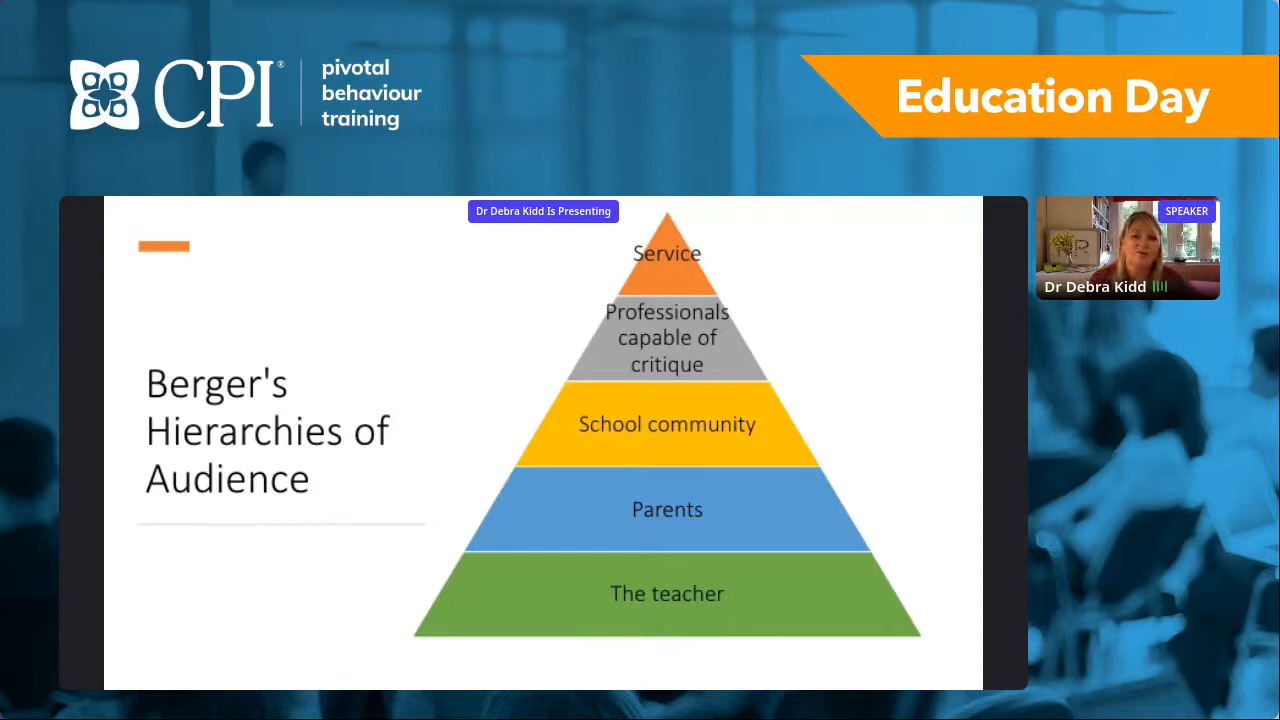 CPI®
pivotal
behaviour
training
Education Day
Dr Debra Kidd Is Presenting
SPEAKER
Dr Debra Kidd
Berger's
Hierarchies of
Audience
Service
Professionals
capable of
critique
School community
Parents
The teacher